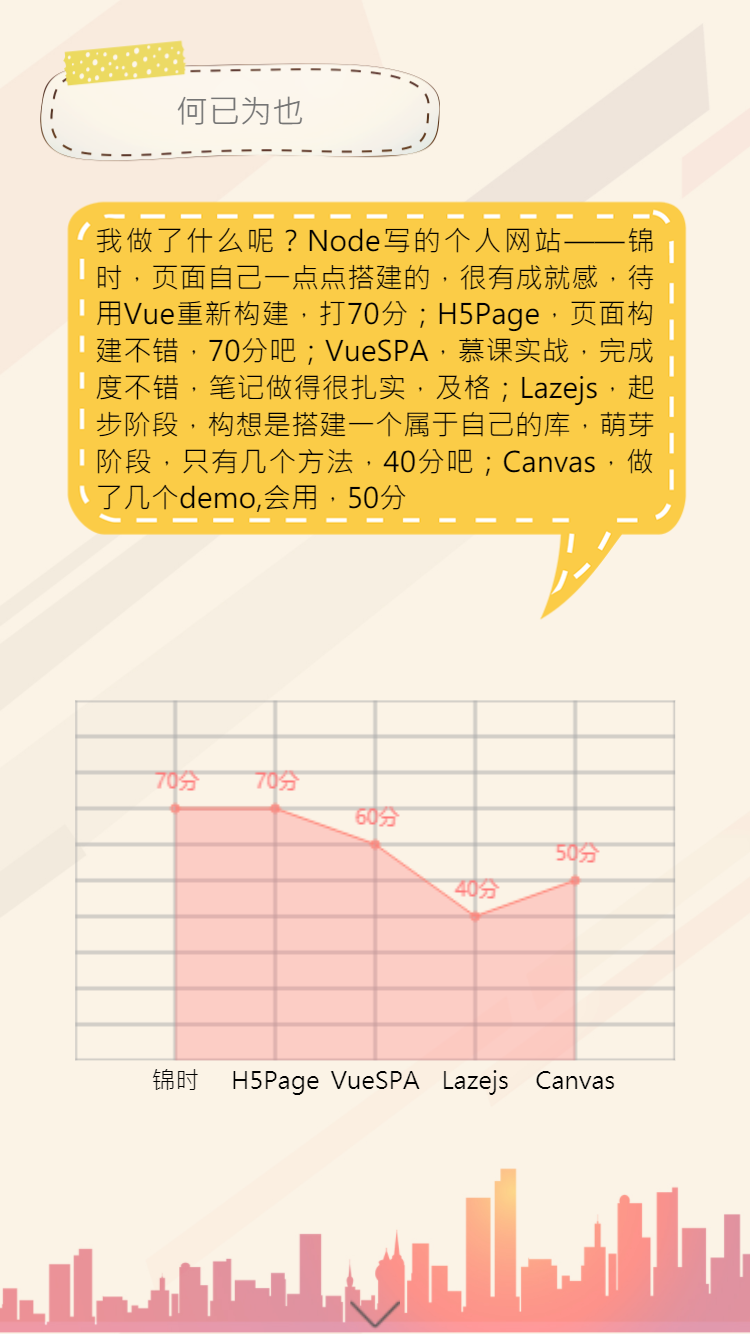 何已为也
我做了什么呢？Node写的个人网站——锦
时，页面自己一点点搭建的，很有成就感，待
用Vue重新构建，打70分；H5Page，页面构
建不错，70分吧；VueSPA，慕课实战，完成
度不错，笔记做得很扎实，及格；Lazejs，起
步阶段，构想是搭建一个属于自己的库，萌芽
阶段，只有几个方法，40分吧；Canvas，做
了几个demo,会用，50分
70分 70分
60分
50分
40分
锦时 H5Page VueSPA Lazejs Canvas